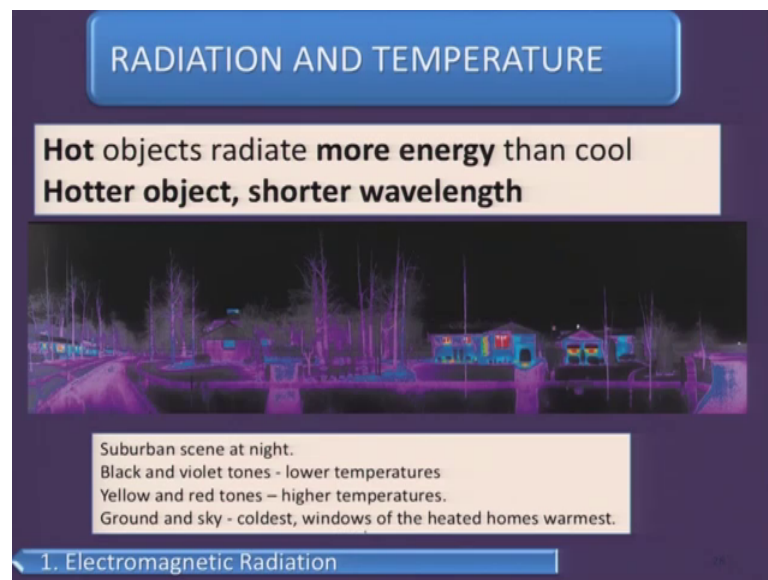 RADIATION AND TEMPERATURE
Hot objects radiate more energy than cool
Hotter object, shorter wavelength
Suburban scene at night.
Black and violet tones - lower temperatures
Yellow and red tones – higher temperatures.
Ground and sky - coldest, windows of the heated homes warmest.
1. Electromagnetic Radiation